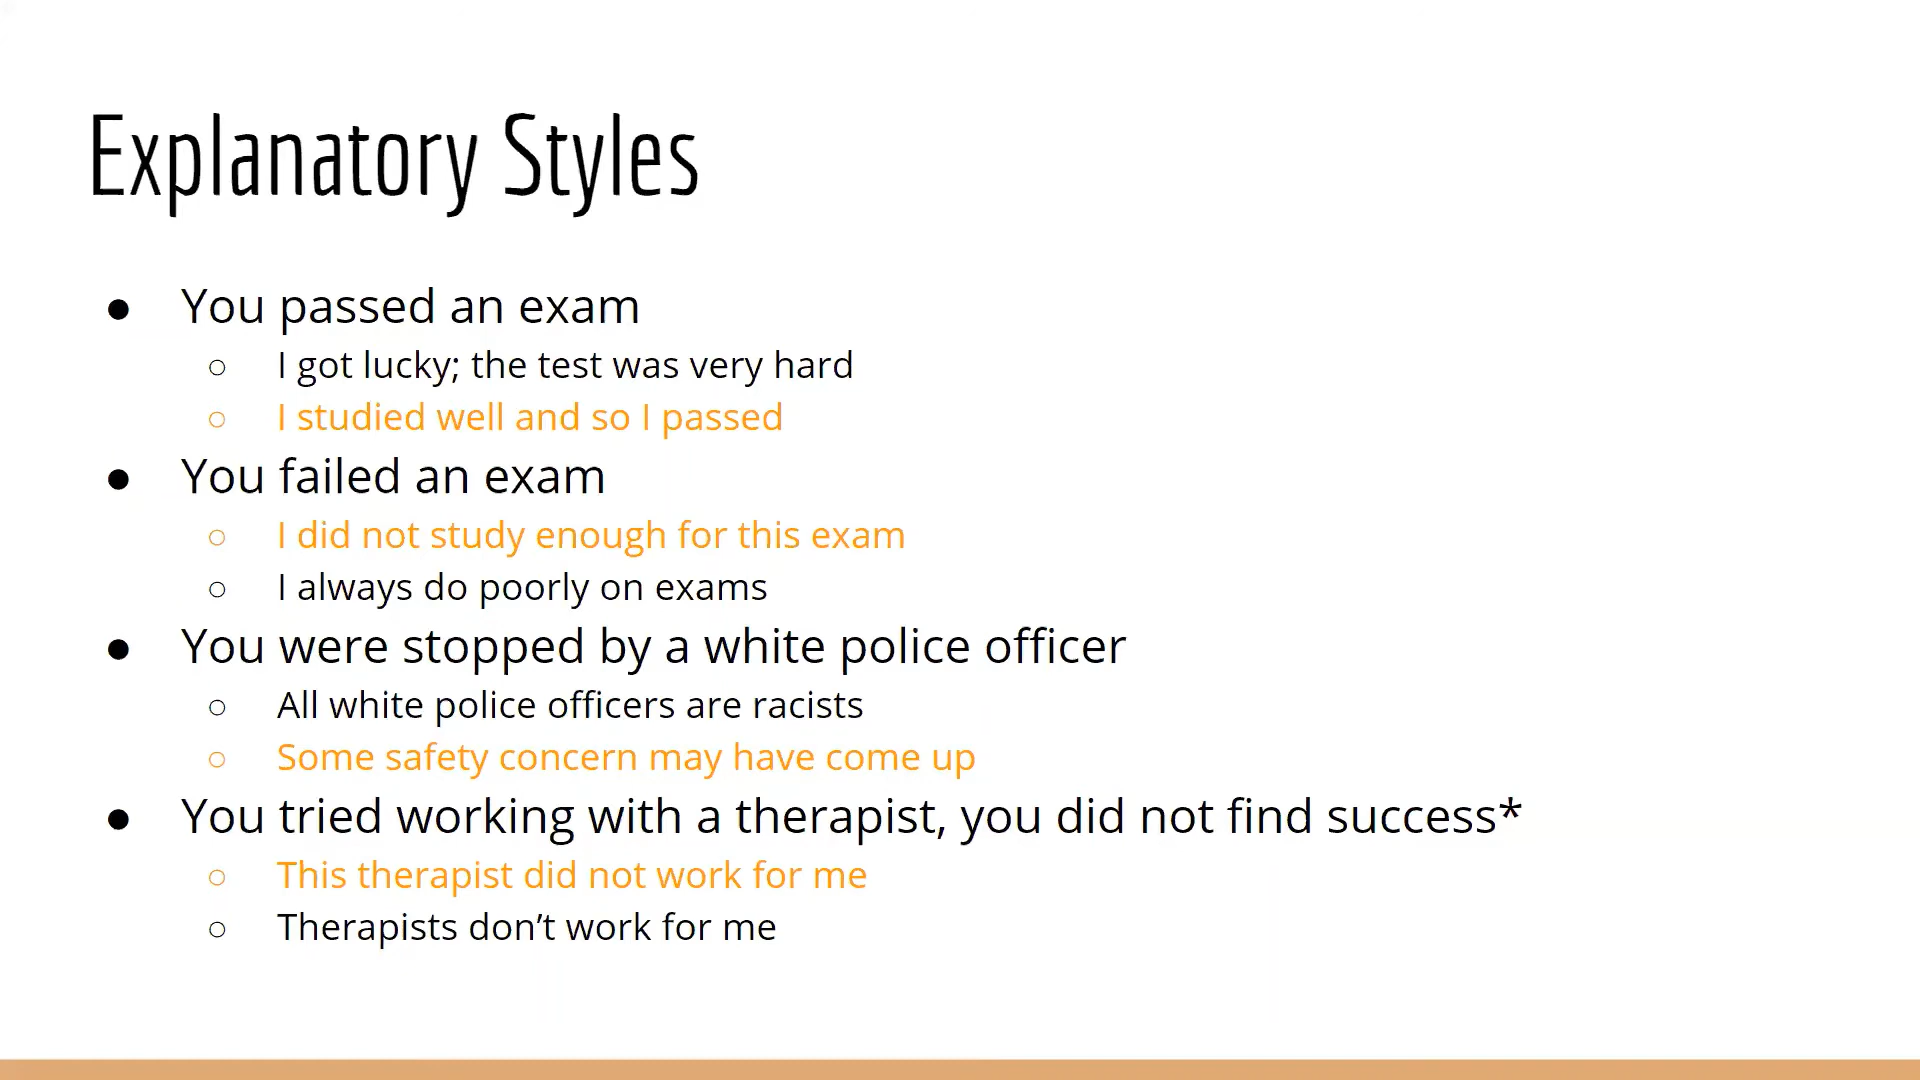 Explanatory Styles
● You passed an exam
○ I got lucky; the test was very hard
○ I studied well and so I passed
● You failed an exam
○ I did not study enough for this exam
○ I always do poorly on exams
● You were stopped by a white police officer
○ All white police officers are racists
○ Some safety concern may have come up
● You tried working with a therapist, you did not find success*
○ This therapist did not work for me
○ Therapists don’t work for me